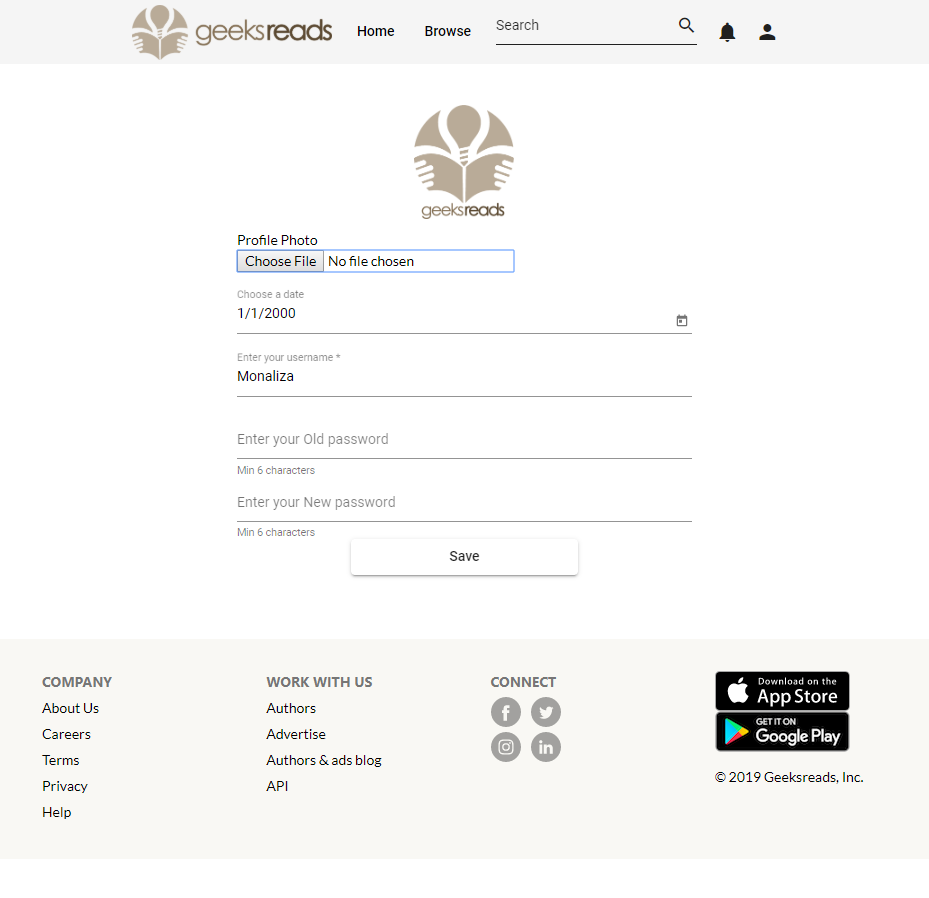 geeksreads Home Browse Search
geeksreads
Profile Photo
Choose File No file chosen
Choose a date
1/1/2000
Enter your username *
Monaliza
Enter your Old password
Min 6 characters
Enter your New password
Min 6 characters
Save
COMPANY
About Us
Careers
Terms
Privacy
Help
WORK WITH US
Authors
Advertise
Authors & ads blog
API
CONNECT
Download on the
App Store
GET IT ON
Google Play
© 2019 Geeksreads, Inc.